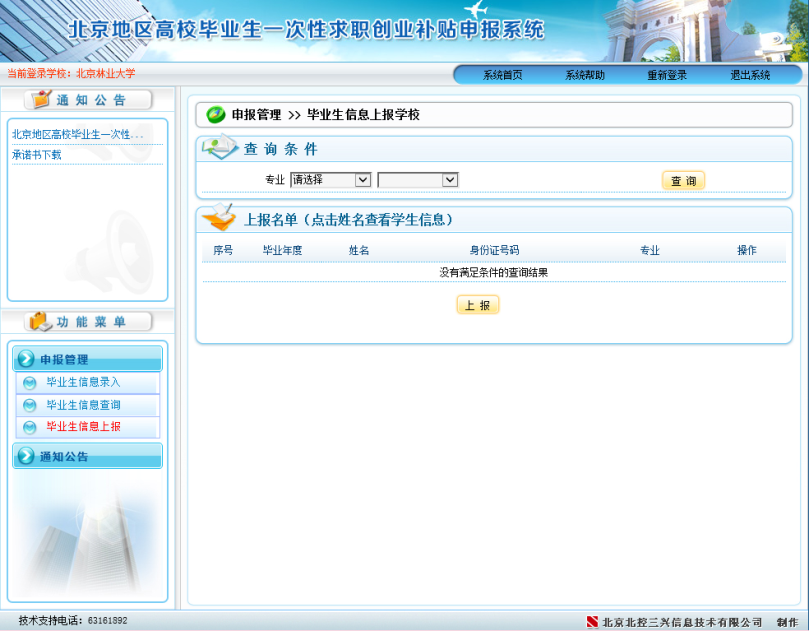 北京地区高校毕业生一次性求职创业补贴申报系统
当前登录学校：北京林业大学
系统首页 系统帮助 重新登录 退出系统
通知公告
北京地区高校毕业生一次性...
承诺书下载
功能菜单
申报管理
毕业生信息录入
毕业生信息查询
毕业生信息上报
通知公告
申报管理 >> 毕业生信息上报学校
查询条件
专业 请选择 查询
上报名单（点击姓名查看学生信息）
序号 毕业年度 姓名 身份证号码 专业 操作
没有满足条件的查询结果
上报
技术支持电话：63161892 北京北控三兴信息技术有限公司 制作